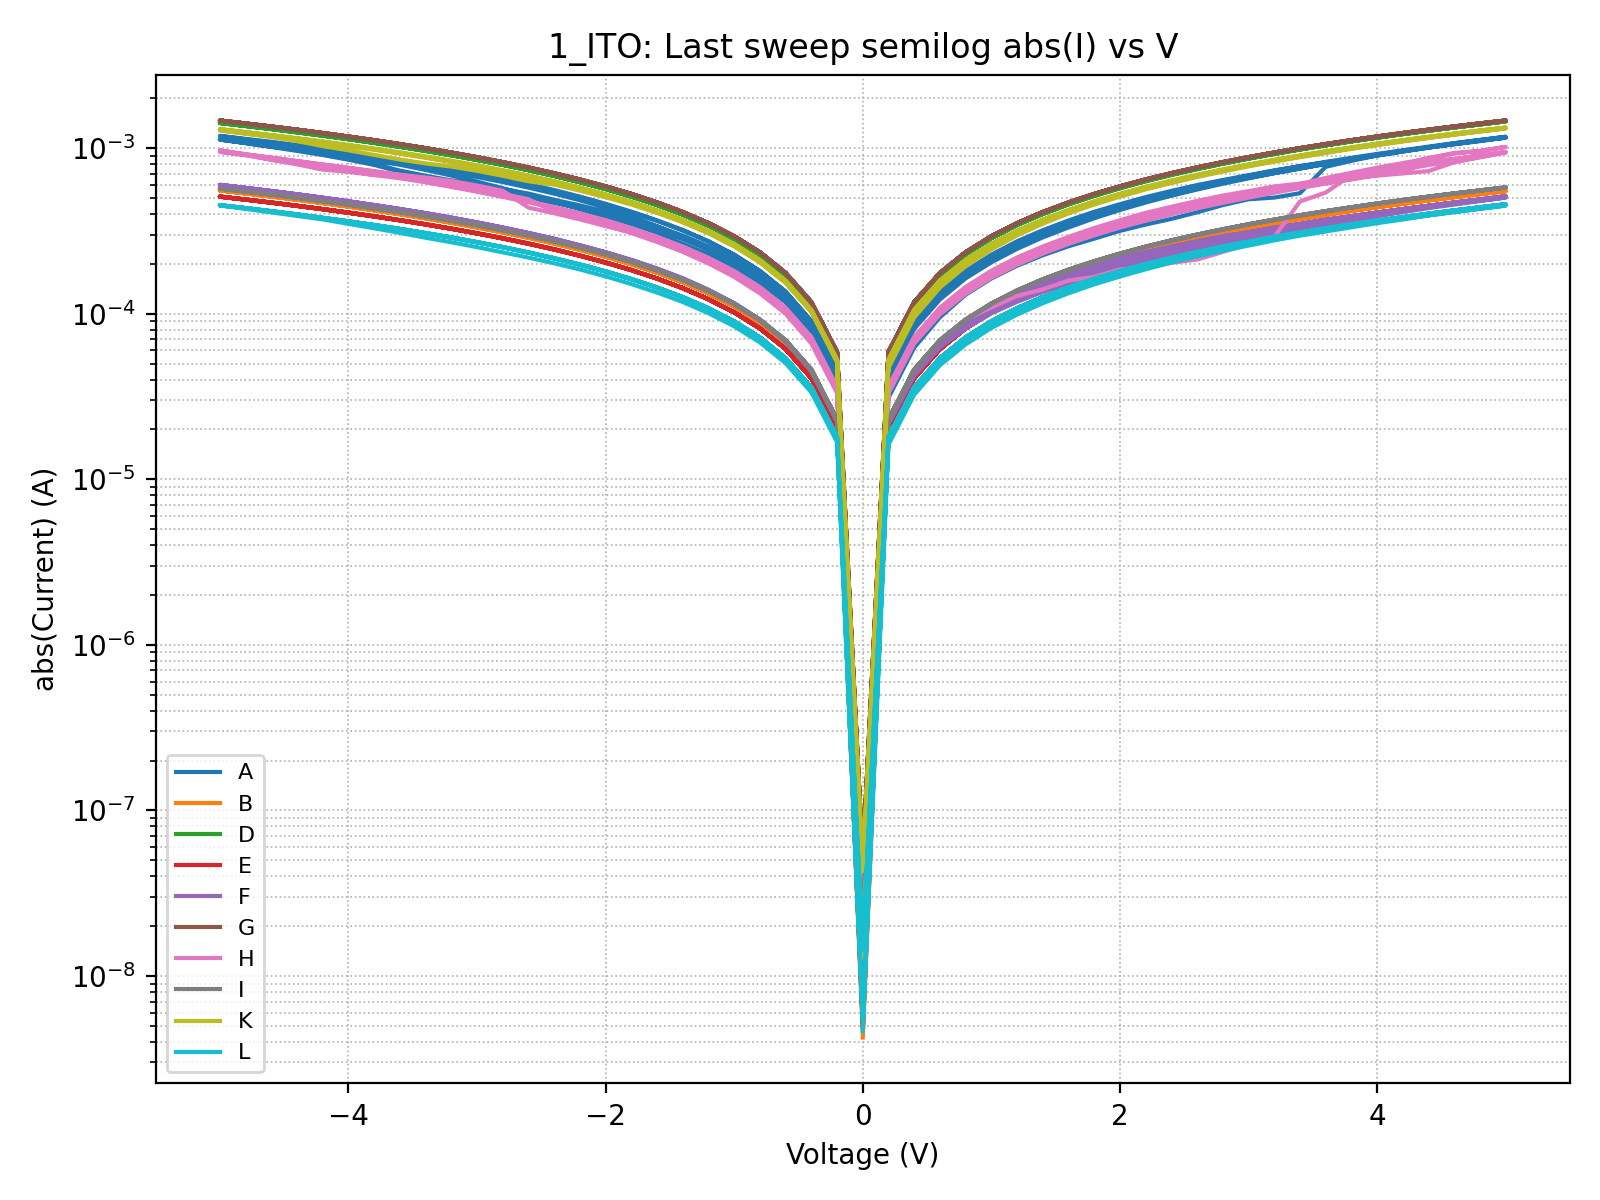 1_ITO: Last sweep semilog abs(I) vs V
abs(Current) (A)
10⁻³
10⁻⁴
10⁻⁵
10⁻⁶
10⁻⁷
10⁻⁸
A
B
D
E
F
G
H
I
K
L
−4 −2 0 2 4
Voltage (V)